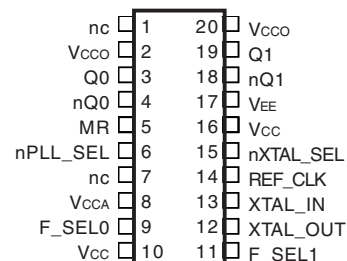 nc 1 20 VCCO
VCCO 2 19 Q1
Q0 3 18 nQ1
nQ0 4 17 VEE
MR 5 16 VCC
nPLL_SEL 6 15 nXTAL_SEL
nc 7 14 REF_CLK
VCCA 8 13 XTAL_IN
F_SEL0 9 12 XTAL_OUT
VCC 10 11 F_SEL1